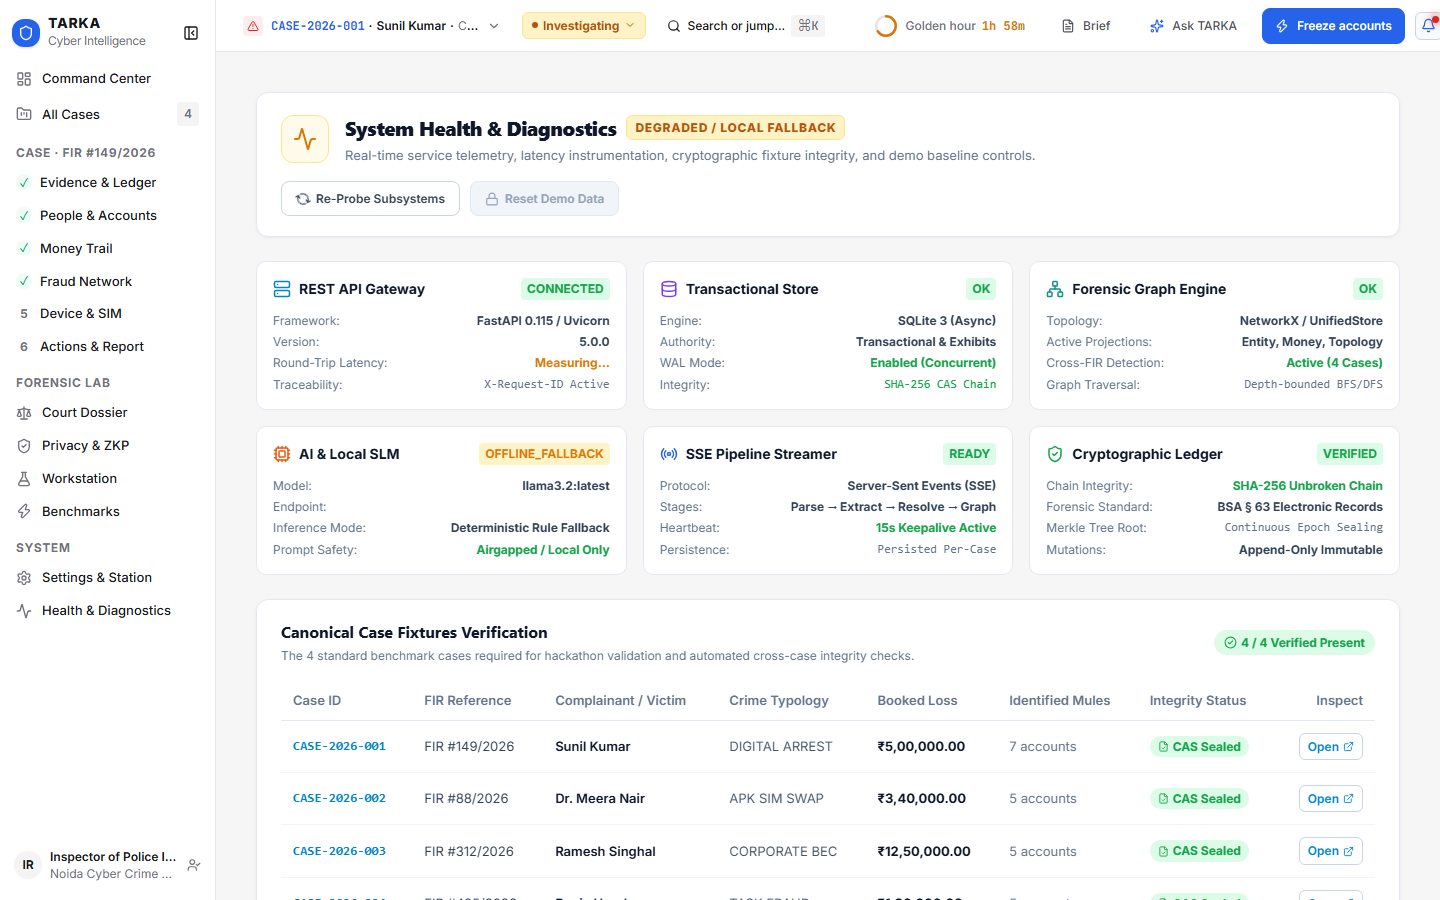 TARKA
Cyber Intelligence
CASE-2026-001 · Sunil Kumar · C...
Investigating
Search or jump... ⌘K
Golden hour 1h 58m
Brief
Ask TARKA
Freeze accounts
Command Center
All Cases 4
CASE · FIR #149/2026
✓ Evidence & Ledger
✓ People & Accounts
✓ Money Trail
✓ Fraud Network
5 Device & SIM
6 Actions & Report
FORENSIC LAB
Court Dossier
Privacy & ZKP
Workstation
Benchmarks
SYSTEM
Settings & Station
Health & Diagnostics
IR Inspector of Police I...
Noida Cyber Crime ...
System Health & Diagnostics DEGRADED / LOCAL FALLBACK
Real-time service telemetry, latency instrumentation, cryptographic fixture integrity, and demo baseline controls.
Re-Probe Subsystems Reset Demo Data
REST API Gateway CONNECTED
Framework: FastAPI 0.115 / Uvicorn
Version: 5.0.0
Round-Trip Latency: Measuring...
Traceability: X-Request-ID Active
Transactional Store OK
Engine: SQLite 3 (Async)
Authority: Transactional & Exhibits
WAL Mode: Enabled (Concurrent)
Integrity: SHA-256 CAS Chain
Forensic Graph Engine OK
Topology: NetworkX / UnifiedStore
Active Projections: Entity, Money, Topology
Cross-FIR Detection: Active (4 Cases)
Graph Traversal: Depth-bounded BFS/DFS
AI & Local SLM OFFLINE_FALLBACK
Model: llama3.2:latest
Endpoint:
Inference Mode: Deterministic Rule Fallback
Prompt Safety: Airgapped / Local Only
SSE Pipeline Streamer READY
Protocol: Server-Sent Events (SSE)
Stages: Parse → Extract → Resolve → Graph
Heartbeat: 15s Keepalive Active
Persistence: Persisted Per-Case
Cryptographic Ledger VERIFIED
Chain Integrity: SHA-256 Unbroken Chain
Forensic Standard: BSA § 63 Electronic Records
Merkle Tree Root: Continuous Epoch Sealing
Mutations: Append-Only Immutable
Canonical Case Fixtures Verification
The 4 standard benchmark cases required for hackathon validation and automated cross-case integrity checks.
4 / 4 Verified Present
Case ID FIR Reference Complainant / Victim Crime Typology Booked Loss Identified Mules Integrity Status Inspect
CASE-2026-001 FIR #149/2026 Sunil Kumar DIGITAL ARREST ₹5,00,000.00 7 accounts CAS Sealed Open
CASE-2026-002 FIR #88/2026 Dr. Meera Nair APK SIM SWAP ₹3,40,000.00 5 accounts CAS Sealed Open
CASE-2026-003 FIR #312/2026 Ramesh Singhal CORPORATE BEC ₹12,50,000.00 5 accounts CAS Sealed Open